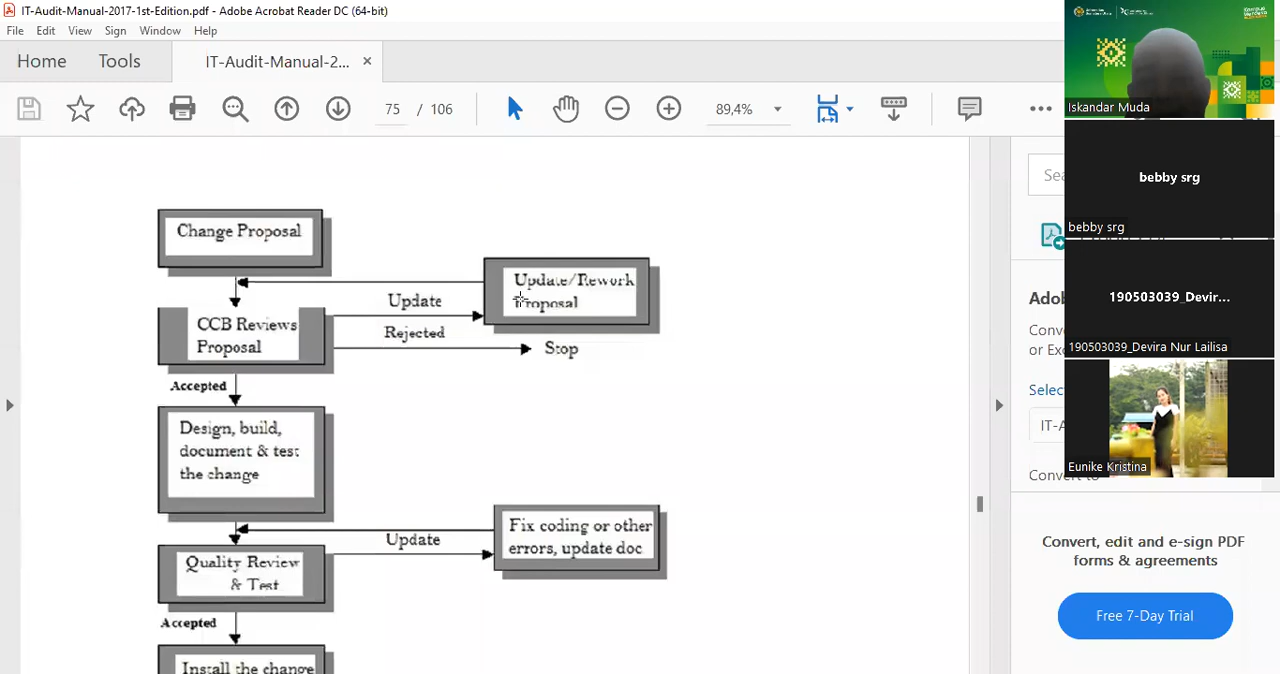 IT-Audit-Manual-2017-1st-Edition.pdf - Adobe Acrobat Reader DC (64-bit)
File Edit View Sign Window Help
Home Tools IT-Audit-Manual-2... ×
75 / 106 89,4%
Change Proposal
Update/Rework
Proposal
Update
CCB Reviews
Proposal
Rejected
Stop
Accepted
Design, build,
document & test
the change
Fix coding or other
errors, update doc
Update
Quality Review
& Test
Accepted
Install the change
Sea
Adob
Conv
or Ex
Selec
IT-A
Convert to
Convert, edit and e-sign PDF
forms & agreements
Free 7-Day Trial
Iskandar Muda
bebby srg
bebby srg
190503039_Devir...
190503039_Devira Nur Lailisa
Eunike Kristina